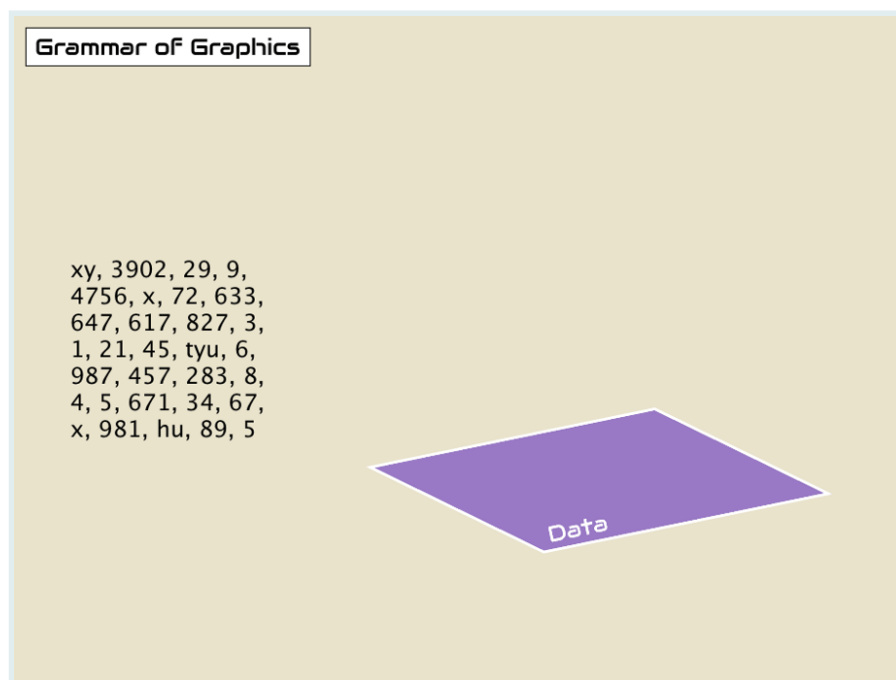 Grammar of Graphics
xy, 3902, 29, 9,
4756, x, 72, 633,
647, 617, 827, 3,
1, 21, 45, tyu, 6,
987, 457, 283, 8,
4, 5, 671, 34, 67,
x, 981, hu, 89, 5
Data